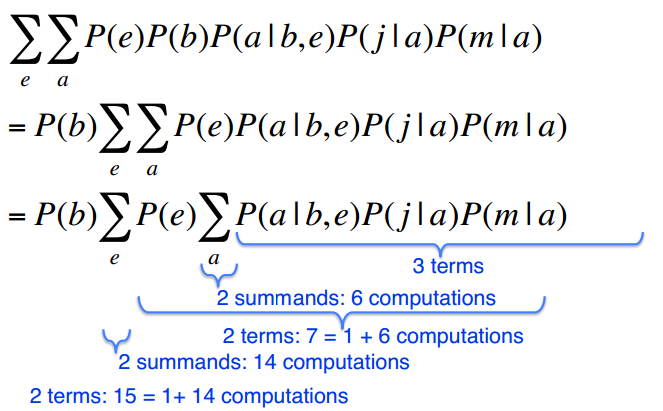 ∑∑P(e)P(b)P(a|b,e)P(j|a)P(m|a)
e a
= P(b)∑∑P(e)P(a|b,e)P(j|a)P(m|a)
e a
= P(b)∑P(e)∑P(a|b,e)P(j|a)P(m|a)
e a
3 terms
2 summands: 6 computations
2 terms: 7 = 1 + 6 computations
2 summands: 14 computations
2 terms: 15 = 1+ 14 computations